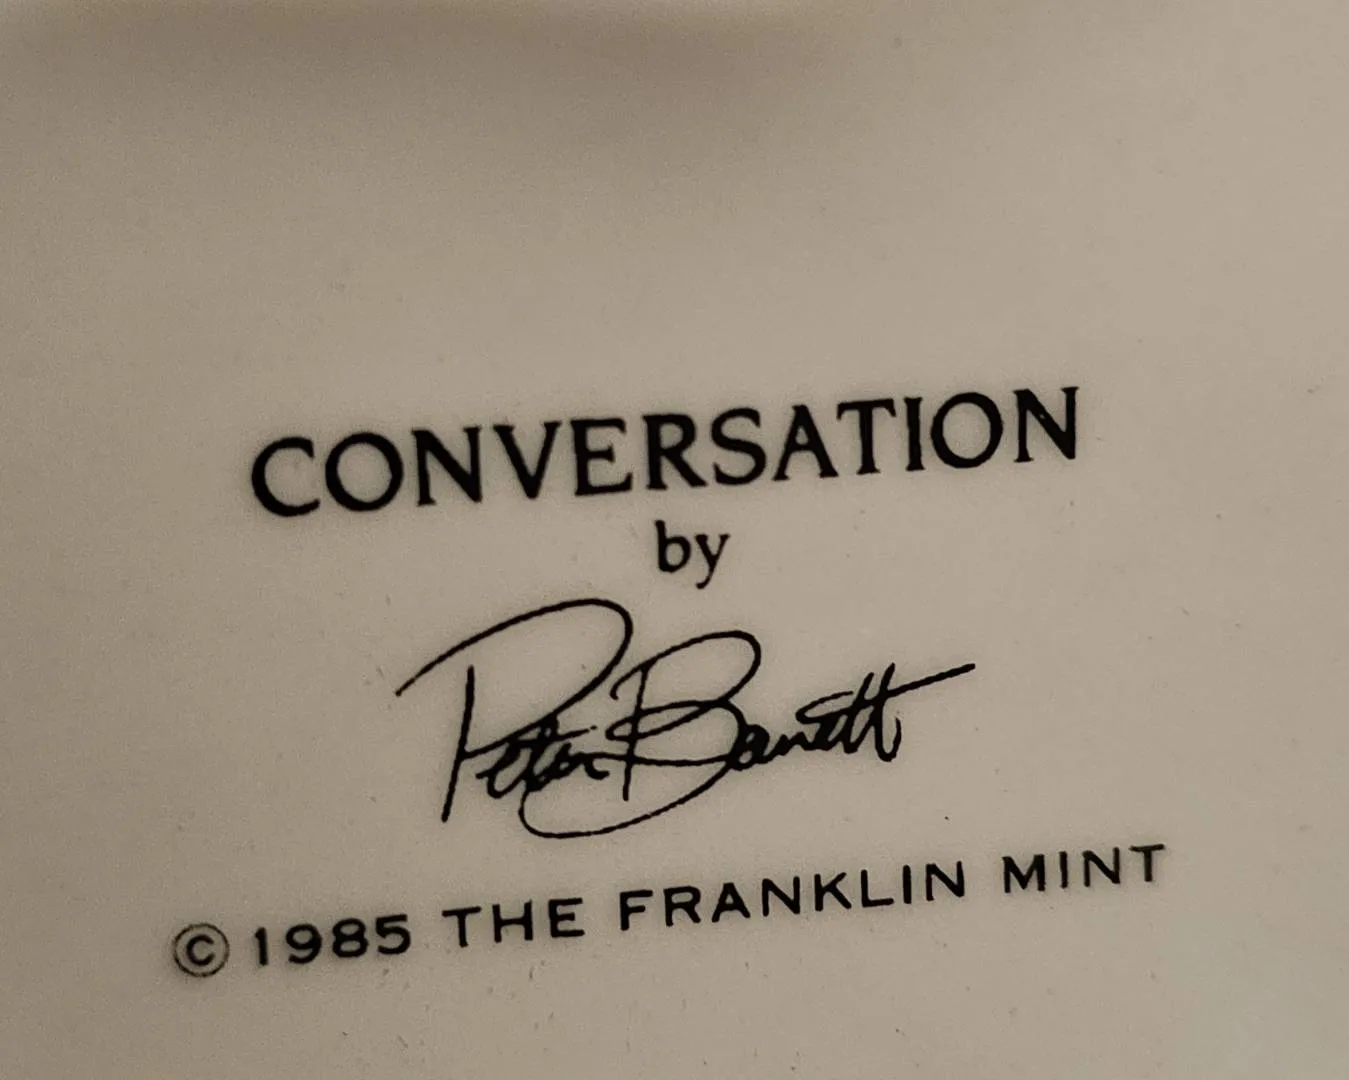 CONVERSATION
by
Peter Barrett
© 1985 THE FRANKLIN MINT